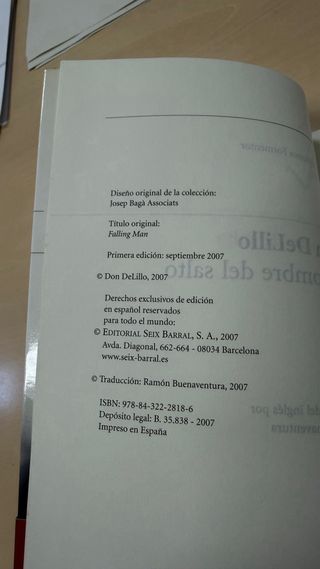 Diseño original de la colección:
Josep Bagà Associats
Título original:
Falling Man
Primera edición: septiembre 2007
© Don DeLillo, 2007
Derechos exclusivos de edición
en español reservados
para todo el mundo:
© EDITORIAL SEIX BARRAL, S. A., 2007
Avda. Diagonal, 662-664 - 08034 Barcelona
www.seix-barral.es
© Traducción: Ramón Buenaventura, 2007
ISBN: 978-84-322-2818-6
Depósito legal: B. 35.838 - 2007
Impreso en España